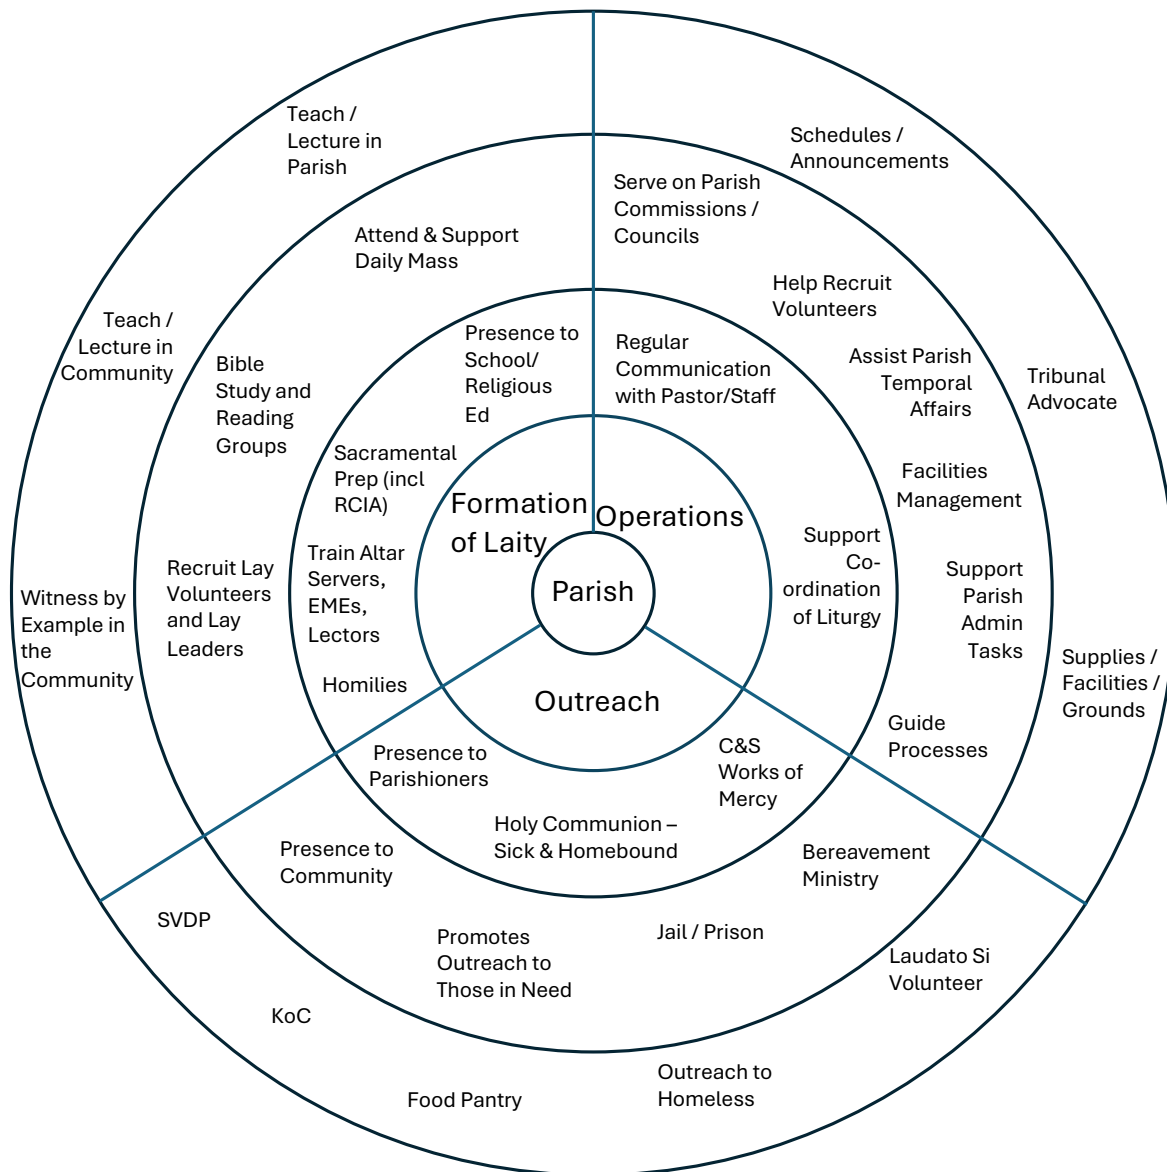 Teach /
Lecture in
Parish
Schedules /
Announcements
Serve on Parish
Commissions /
Councils
Attend & Support
Daily Mass
Help Recruit
Volunteers
Teach /
Lecture in
Community
Presence to
School/
Religious
Ed
Regular
Communication
with Pastor/Staff
Bible
Study and
Reading
Groups
Assist Parish
Temporal
Affairs
Tribunal
Advocate
Sacramental
Prep (incl
RCIA)
Facilities
Management
Formation
of Laity
Operations
Train Altar
Servers,
EMEs,
Lectors
Support
Co-
ordination
of Liturgy
Recruit Lay
Volunteers
and Lay
Leaders
Support
Parish
Admin
Tasks
Witness by
Example in
the
Community
Parish
Supplies /
Facilities /
Grounds
Homilies
Outreach
Guide
Processes
Presence to
Parishioners
C&S
Works of
Mercy
Holy Communion –
Sick & Homebound
Presence to
Community
Bereavement
Ministry
SVDP
Promotes
Outreach to
Those in Need
Jail / Prison
Laudato Si
Volunteer
KoC
Food Pantry
Outreach to
Homeless